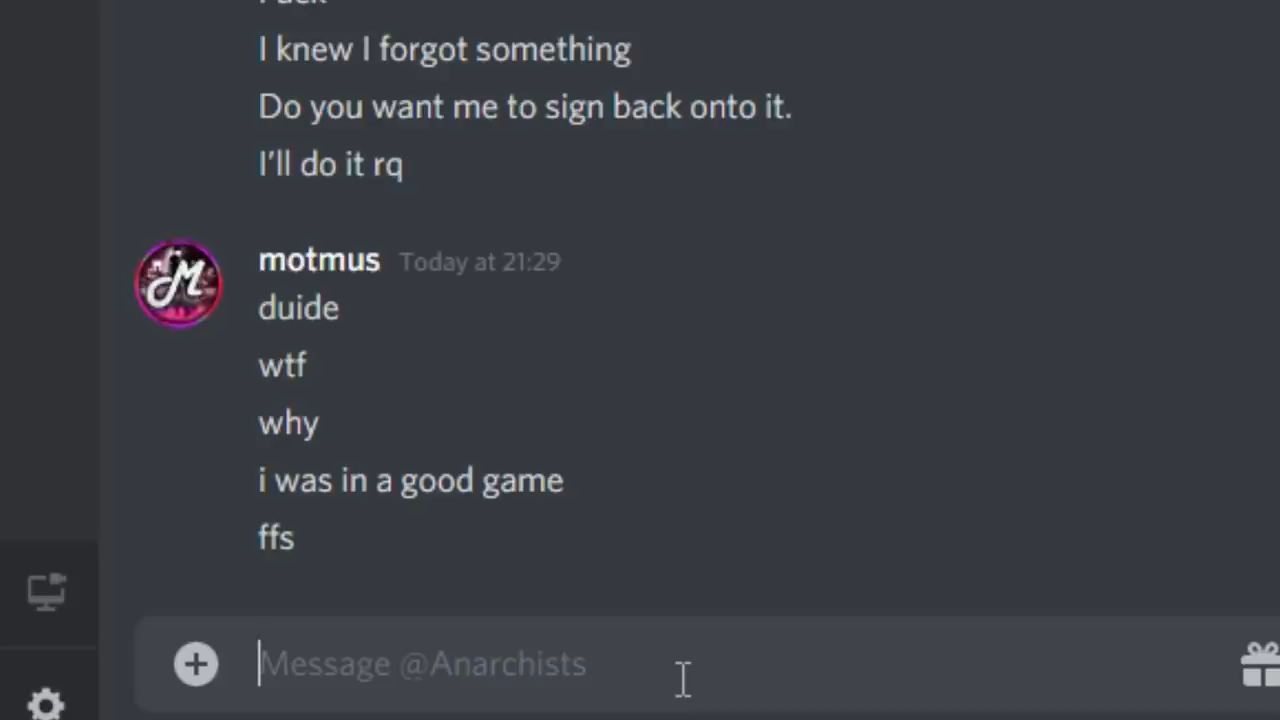 I knew I forgot something
Do you want me to sign back onto it.
I'll do it rq
motmus Today at 21:29
M
duide
wtf
why
i was in a good game
ffs
Message @Anarchists